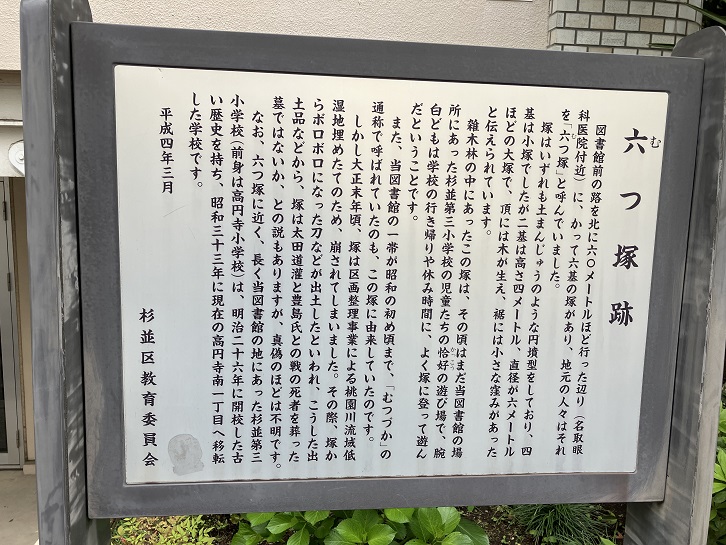 六つ塚跡
む
図書館前の路を北に六〇メートルほど行った辺り（名取眼
科医院付近）に、かつて六基の塚があり、地元の人々はそれ
を「六つ塚」と呼んでいました。
塚はいずれも土まんじゅうのような円墳型をしており、四
基は小塚でしたが二基は高さ四メートル、直径が六メートル
ほどの大塚で、頂には木が生え、裾には小さな窪みがあった
と伝えられています。
雑木林の中にあったこの塚は、その頃はまだ当図書館の場
所にあった杉並第三小学校の児童たちの恰好の遊び場で、腕
かっこう
白どもは学校の行き帰りや休み時間に、よく塚に登って遊ん
だということです。
また、当図書館の一帯が昭和の初め頃まで、「むつづか」の
通称で呼ばれていたのも、この塚に由来していたのです。
しかし大正末年頃、塚は区画整理事業による桃園川流域低
湿地埋めたてのため、崩されてしまいました。その際、塚か
らボロボロになった刀などが出土したといわれ、こうした出
土品などから、塚は太田道灌と豊島氏との戦の死者を葬った
墓ではないか、との説もありますが、真偽のほどは不明です。
なお、六つ塚に近く、長く当図書館の地にあった杉並第三
小学校（前身は高円寺小学校）は、明治二十六年に開校した古
い歴史を持ち、昭和三十三年に現在の高円寺南一丁目へ移転
した学校です。
平成四年三月
杉並区教育委員会